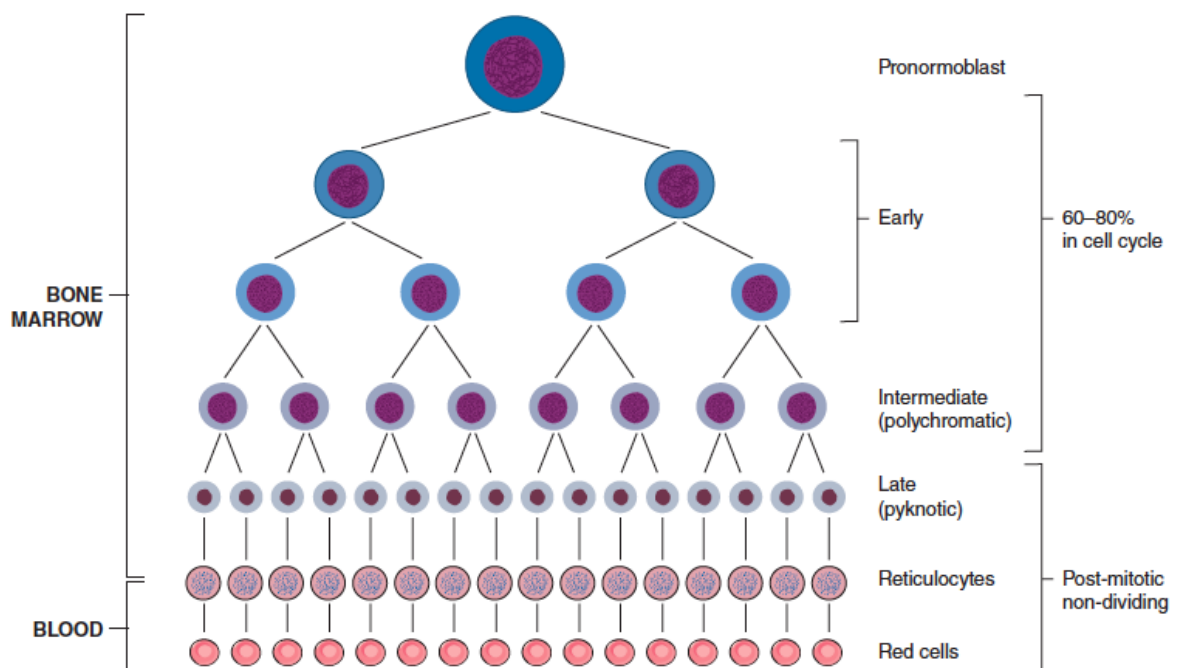 Pronormoblast
Early
60–80%
in cell cycle
BONE
MARROW
Intermediate
(polychromatic)
Late
(pyknotic)
Reticulocytes
Post-mitotic
non-dividing
BLOOD
Red cells